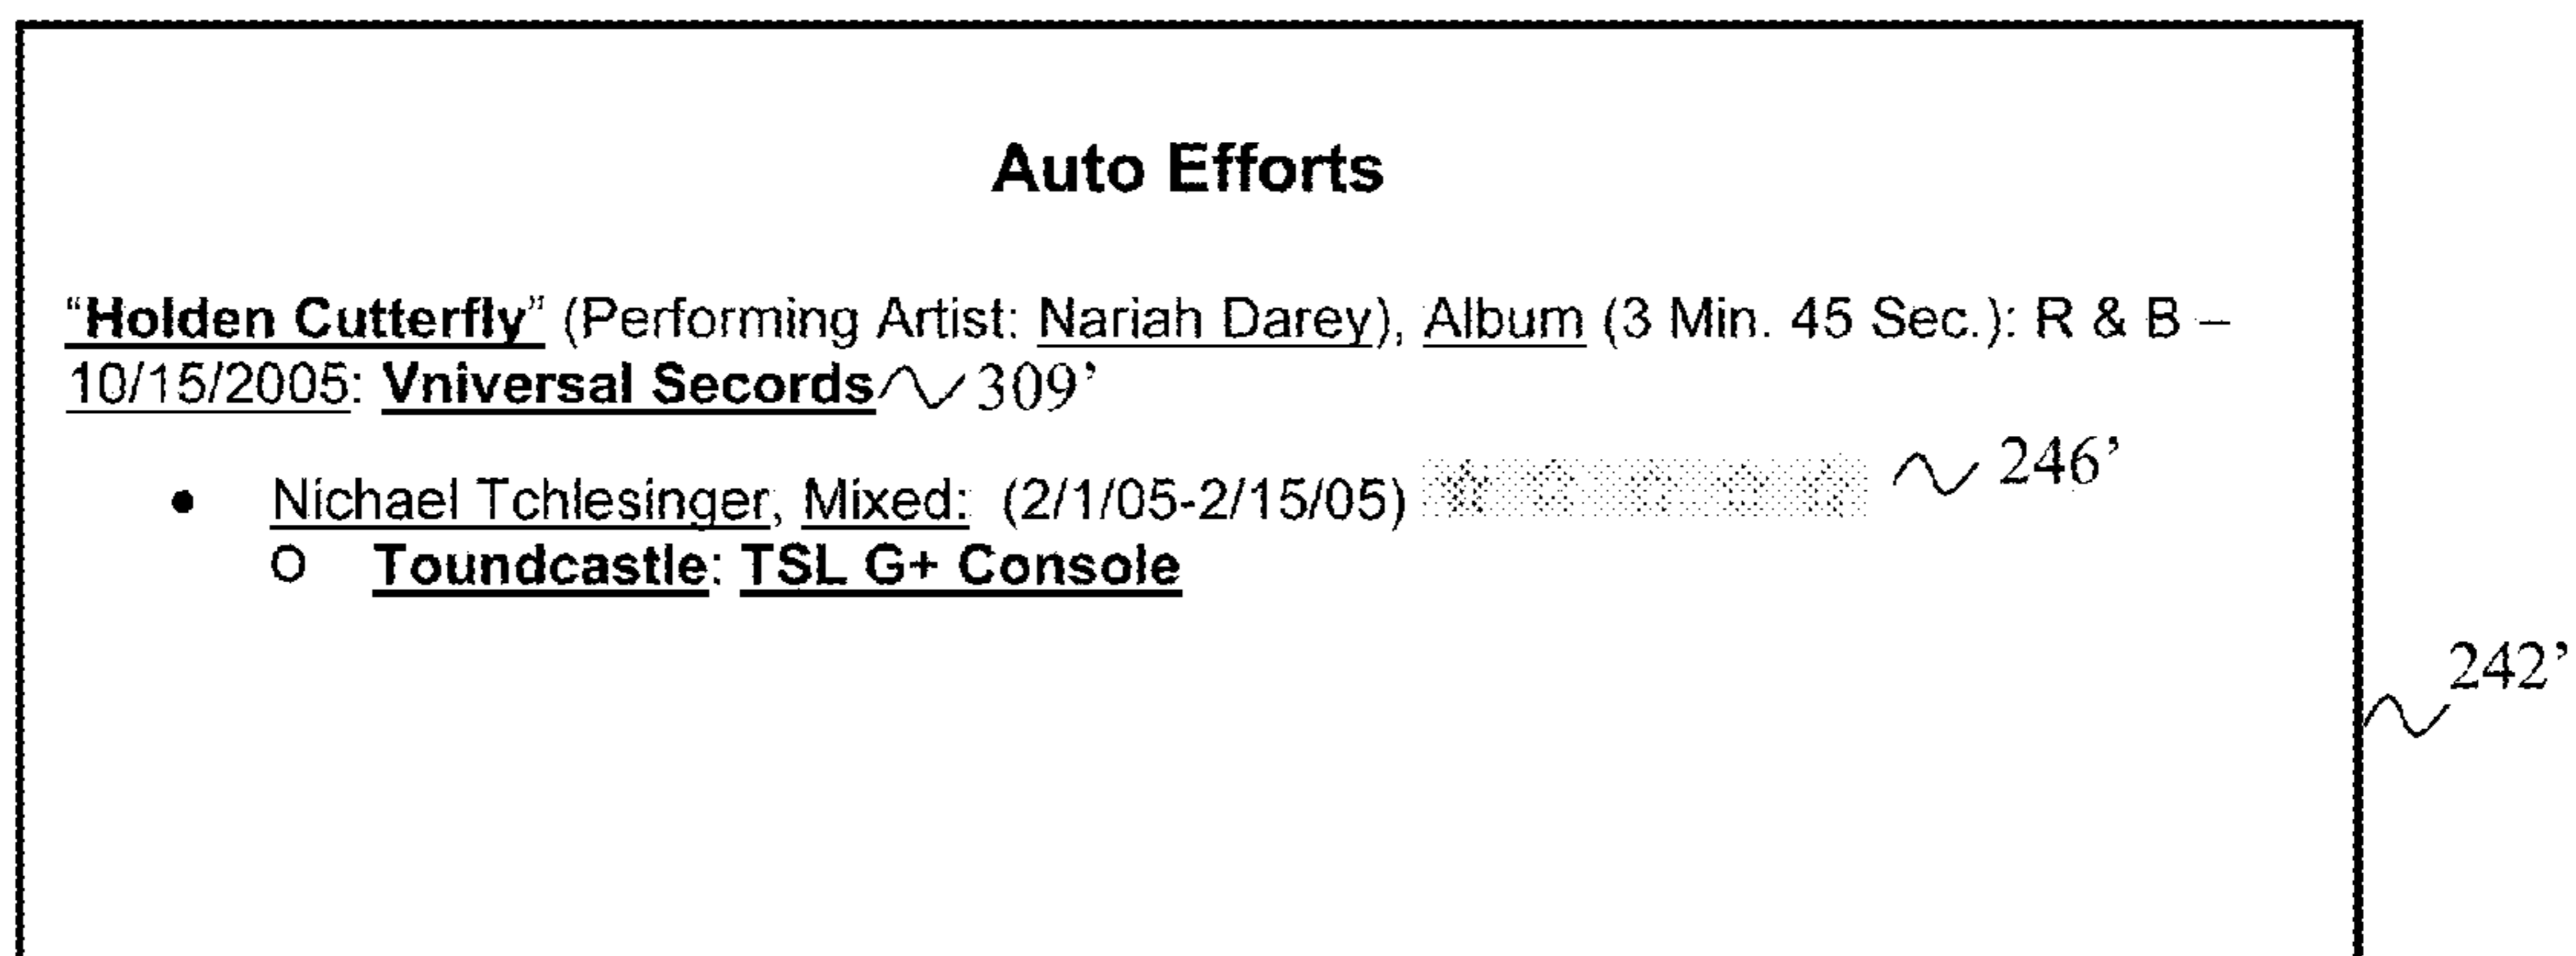 Auto Efforts
“Holden Cutterfly” (Performing Artist: Nariah Darey), Album (3 Min. 45 Sec.): R & B –
10/15/2005: Vniversal Secords 309’
• Nichael Tchlesinger, Mixed: (2/1/05-2/15/05) 246’
O Toundcastle: TSL G+ Console
242’